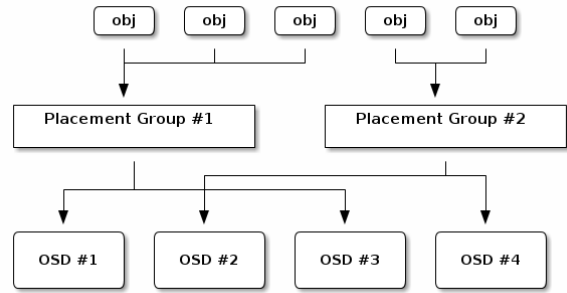 obj obj obj obj obj
Placement Group #1 Placement Group #2
OSD #1 OSD #2 OSD #3 OSD #4